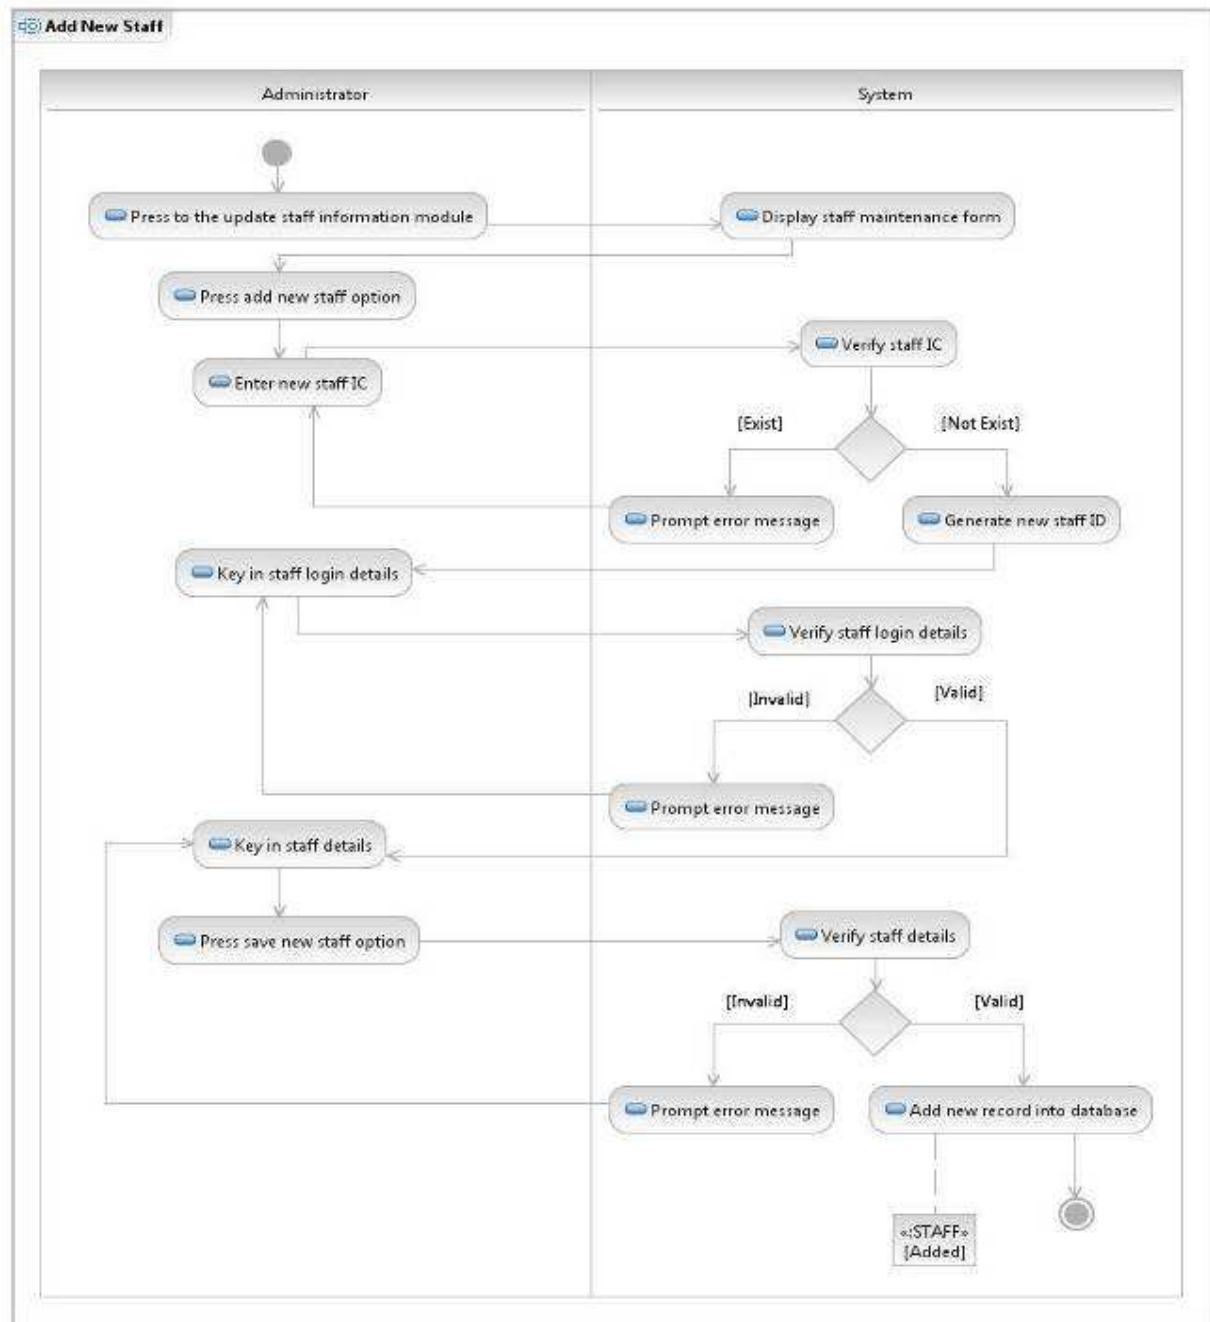 Add New Staff
Administrator
System
Press to the update staff information module
Display staff maintenance form
Press add new staff option
Verify staff IC
Enter new staff IC
[Exist]
[Not Exist]
Prompt error message
Generate new staff ID
Key in staff login details
Verify staff login details
[Invalid]
[Valid]
Prompt error message
Key in staff details
Press save new staff option
Verify staff details
[Invalid]
[Valid]
Prompt error message
Add new record into database
«:STAFF»
[Added]